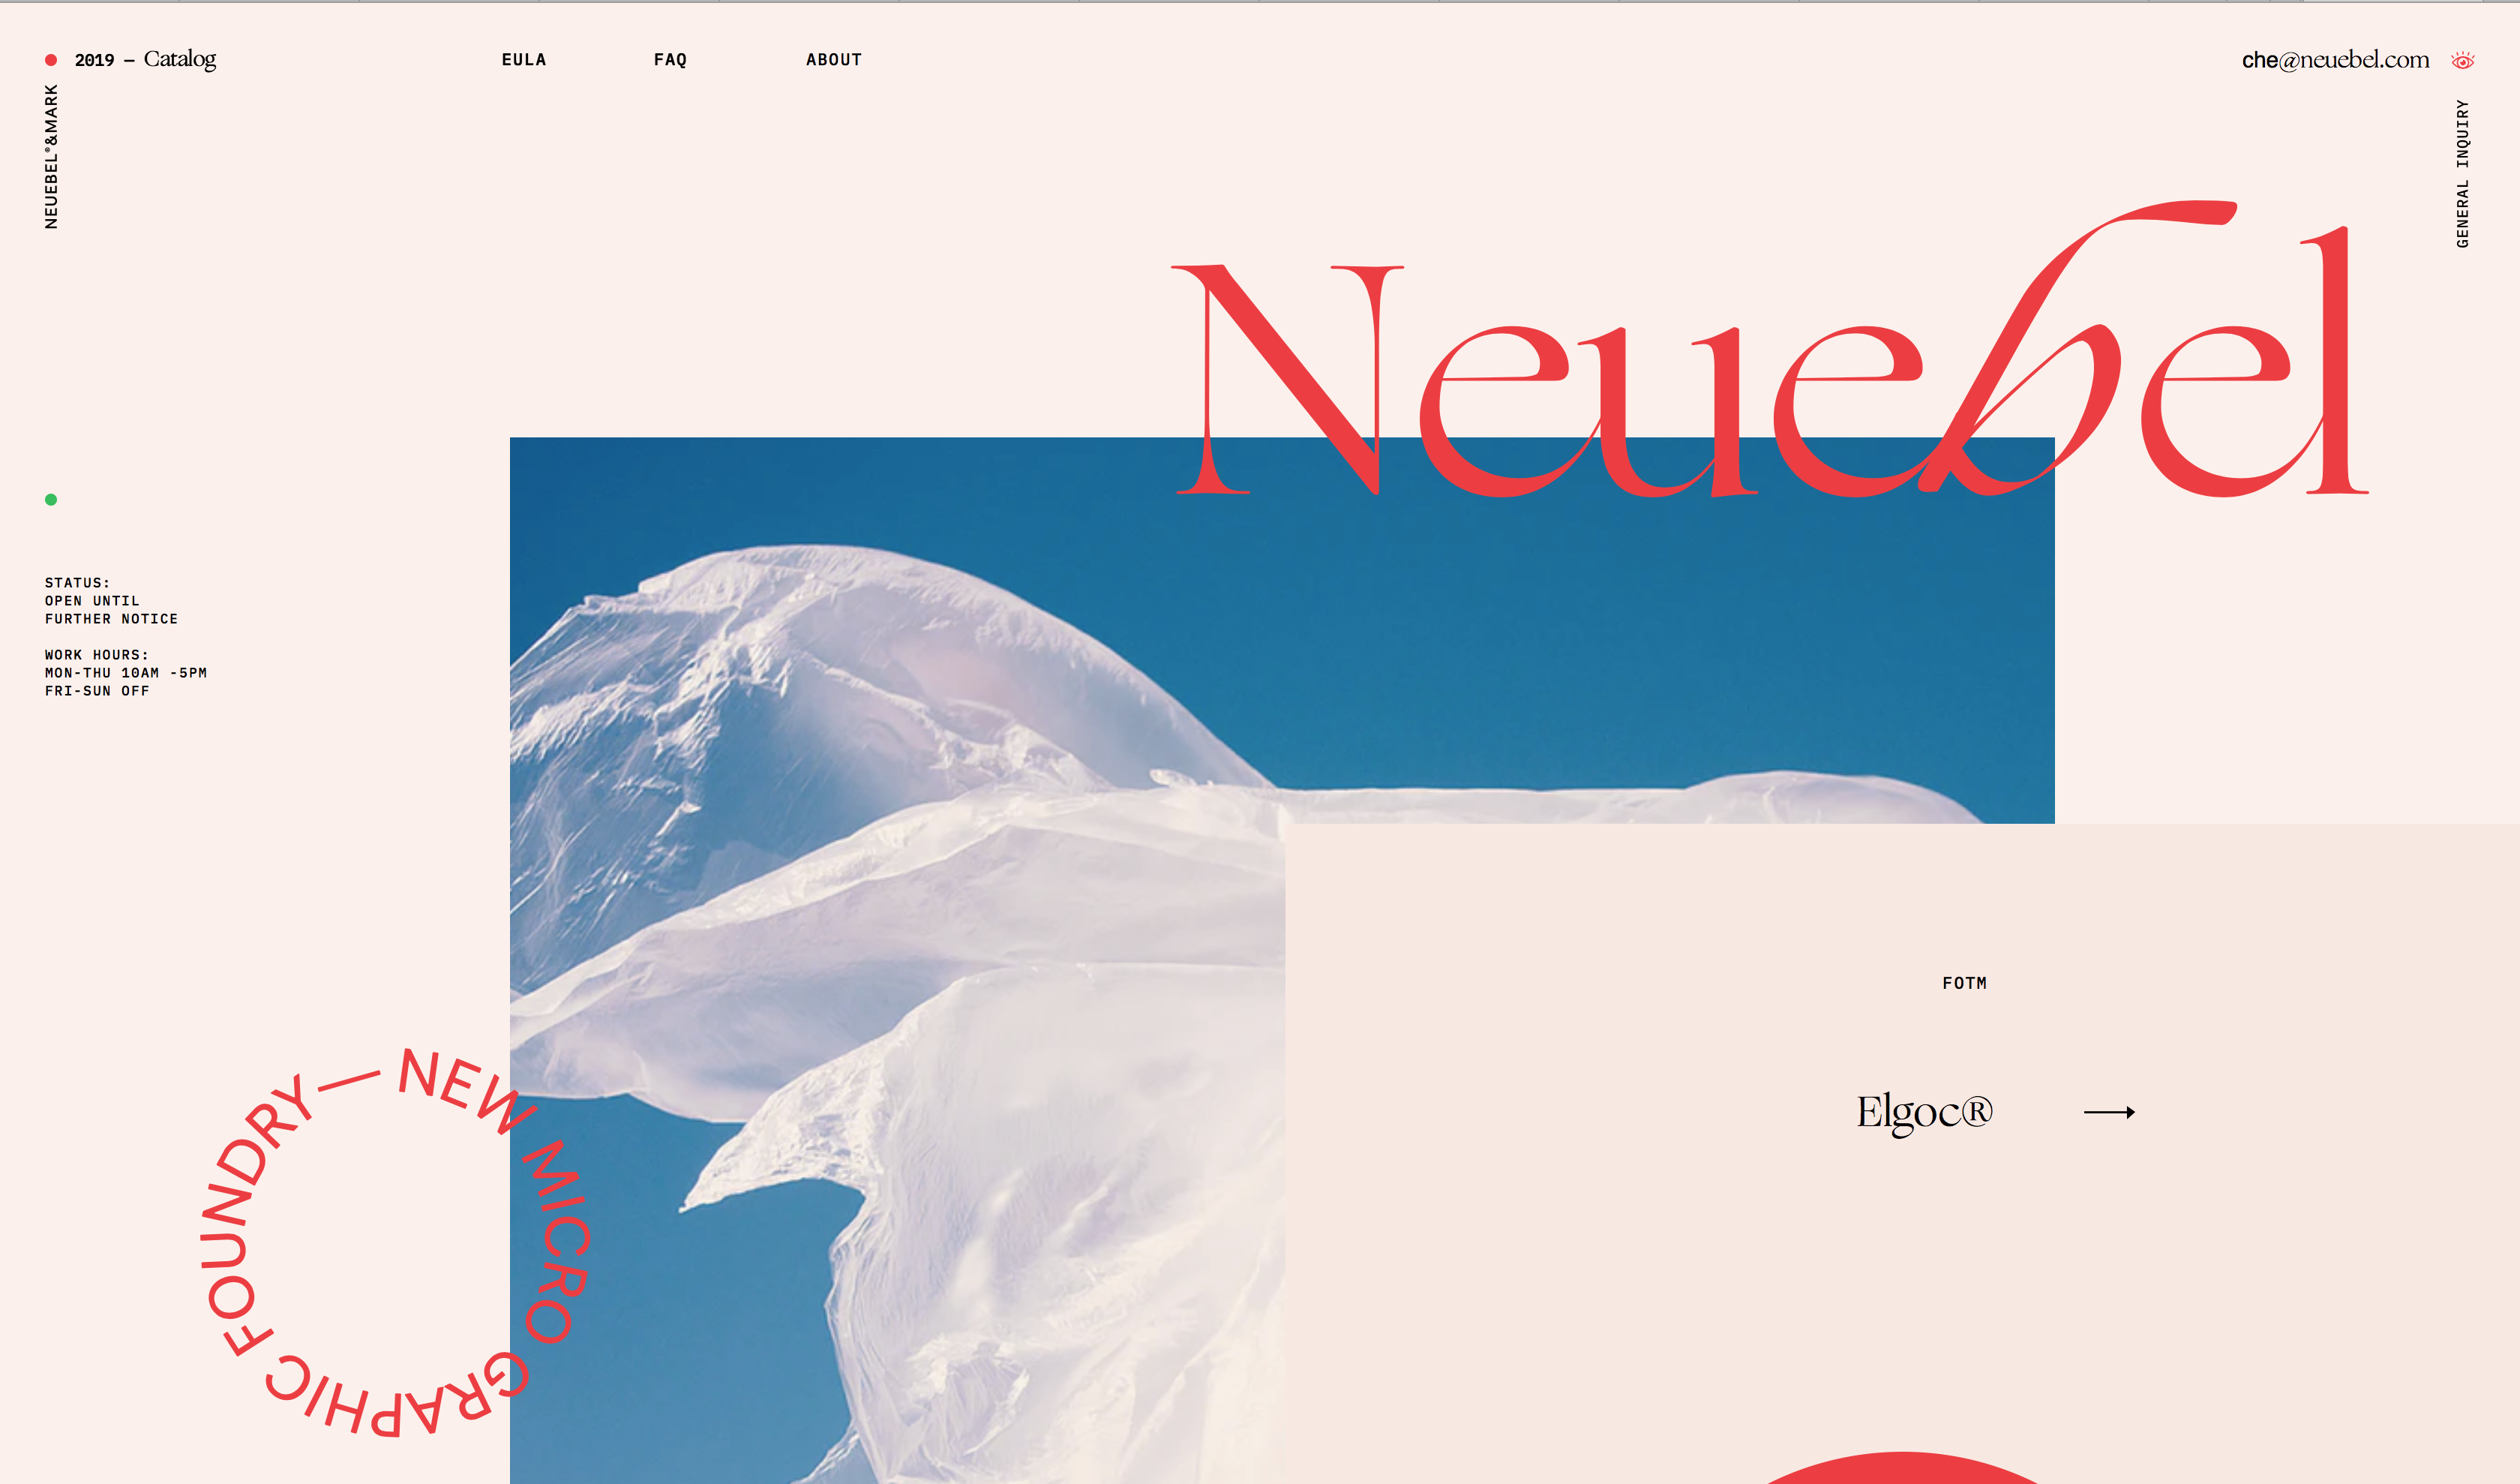 2019 — Catalog
EULA
FAQ
ABOUT
che@neuebel.com
NEUEBEL®&MARK
GENERAL INQUIRY
Neuebel
STATUS:
OPEN UNTIL
FURTHER NOTICE
WORK HOURS:
MON-THU 10AM -5PM
FRI-SUN OFF
FOTM
Elgoc®
NEW MICRO GRAPHIC FOUNDRY —